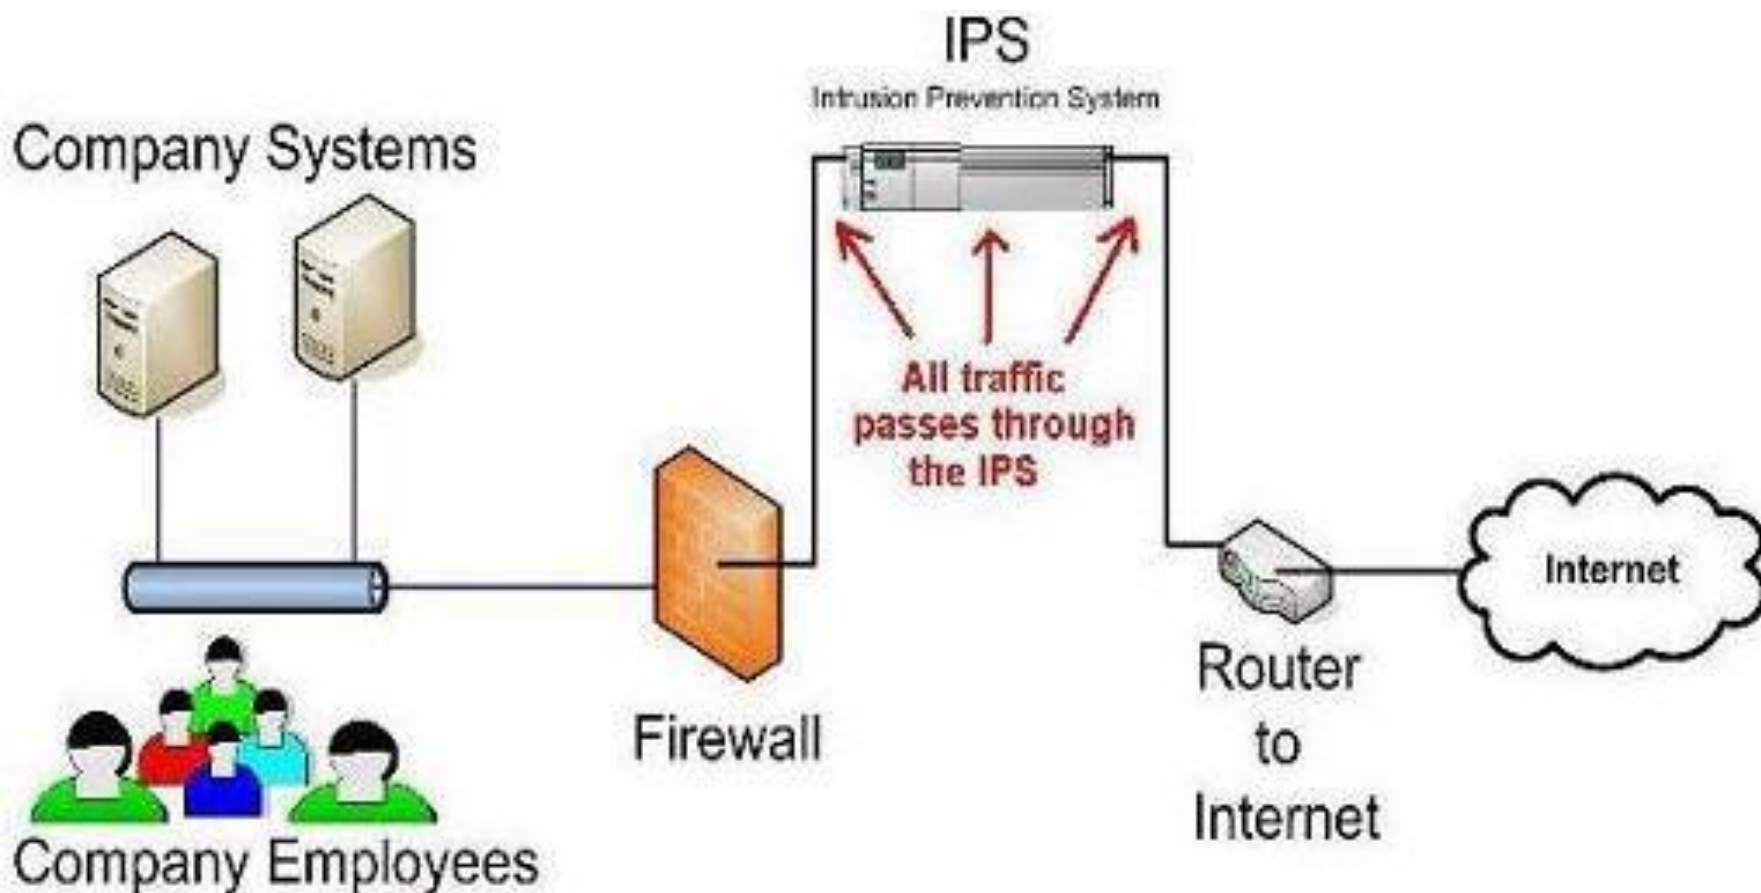 IPS
Intrusion Prevention System
Company Systems
All traffic
passes through
the IPS
Internet
Router
to
Internet
Firewall
Company Employees